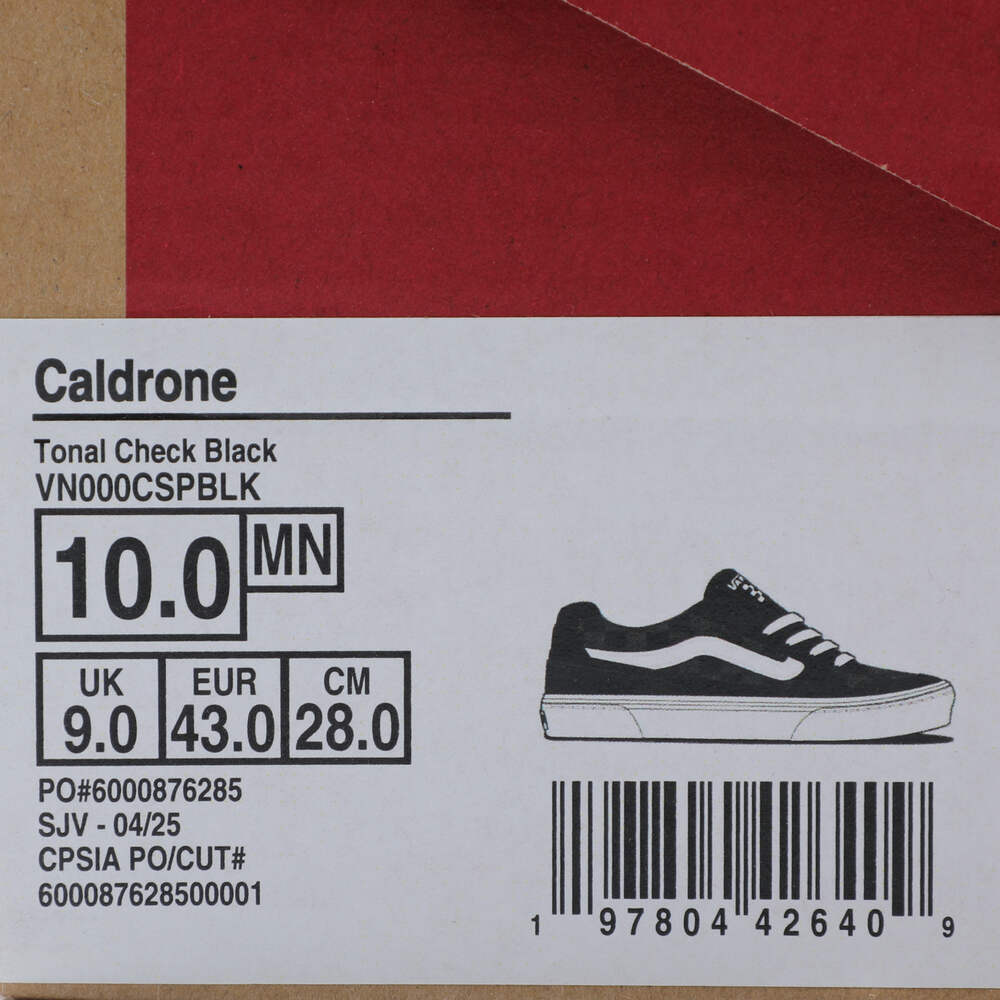 Caldrone
Tonal Check Black
VN000CSPBLK
10.0 MN
UK EUR CM
9.0 43.0 28.0
PO#6000876285
SJV - 04/25
CPSIA PO/CUT#
600087628500001
VANS
1 97804 42640 9